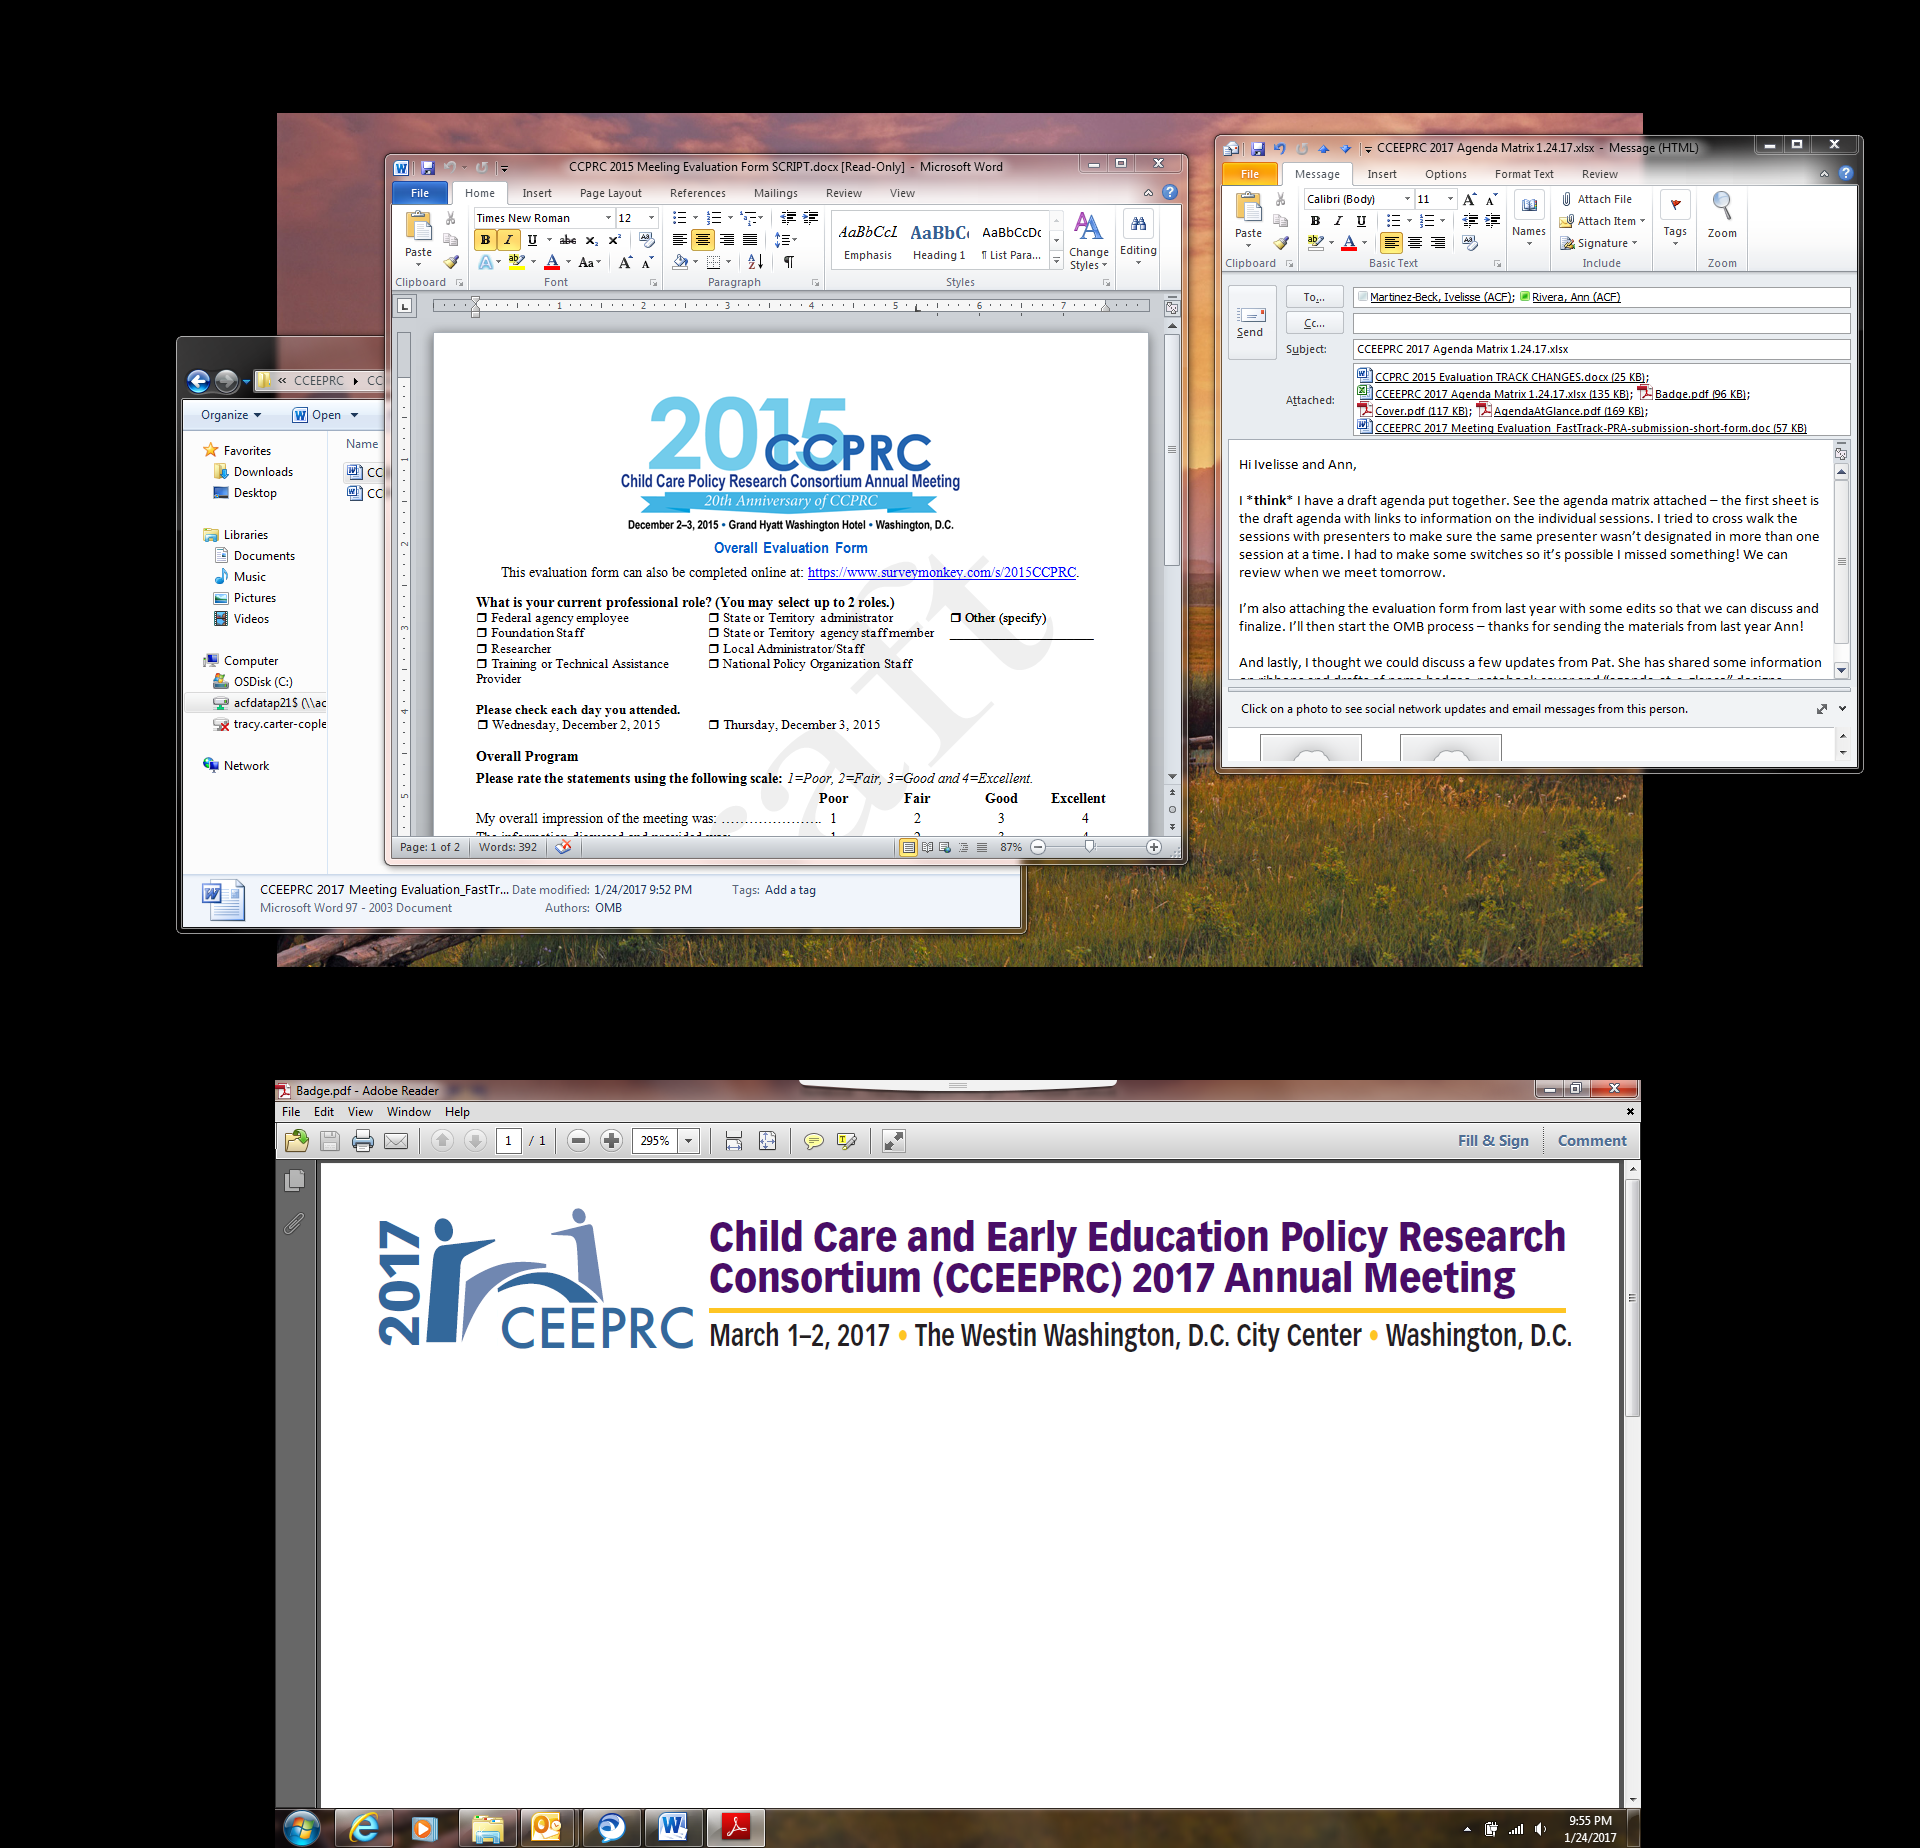 CCPRC 2015 Meeling Evaluation Form SCRIPT.docx [Read-Only] - Microsoft Word
File Home Insert Page Layout References Mailings Review View
Times New Roman 12
Paste
AaBbCcI AaBbC AaBbCcDc
Emphasis Heading 1 ¶ List Para...
Change Styles
Editing
Clipboard Font Paragraph Styles
1 2 3 4 5 6 7
2015
CCPRC
Child Care Policy Research Consortium Annual Meeting
20th Anniversary of CCPRC
December 2–3, 2015 • Grand Hyatt Washington Hotel • Washington, D.C.
Overall Evaluation Form
This evaluation form can also be completed online at: https://www.surveymonkey.com/s/2015CCPRC.
What is your current professional role? (You may select up to 2 roles.)
❒ Federal agency employee ❒ State or Territory administrator ❒ Other (specify)
❒ Foundation Staff ❒ State or Territory agency staff member
❒ Researcher ❒ Local Administrator/Staff
❒ Training or Technical Assistance ❒ National Policy Organization Staff
Provider
Please check each day you attended.
❒ Wednesday, December 2, 2015 ❒ Thursday, December 3, 2015
Overall Program
Please rate the statements using the following scale: 1=Poor, 2=Fair, 3=Good and 4=Excellent.
Poor Fair Good Excellent
My overall impression of the meeting was: ………………….. 1 2 3 4
Page: 1 of 2 Words: 392 87%
CCEEPRC ▸ CC
Organize Open
Name
Favorites
Downloads
Desktop
Libraries
Documents
Music
Pictures
Videos
Computer
OSDisk (C:)
acfdatap21$ (\\ac
tracy.carter-cople
Network
CC
CC
CCEEPRC 2017 Meeting Evaluation_FastTr... Date modified: 1/24/2017 9:52 PM Tags: Add a tag
Microsoft Word 97 - 2003 Document Authors: OMB
CCEEPRC 2017 Agenda Matrix 1.24.17.xlsx - Message (HTML)
File Message Insert Options Format Text Review
Calibri (Body) 11
Paste
Names
Attach File
Attach Item
Signature
Tags
Zoom
Clipboard Basic Text Include Zoom
Send
To... Martinez-Beck, Ivelisse (ACF); Rivera, Ann (ACF)
Cc...
Subject: CCEEPRC 2017 Agenda Matrix 1.24.17.xlsx
Attached: CCPRC 2015 Evaluation TRACK CHANGES.docx (25 KB);
CCEEPRC 2017 Agenda Matrix 1.24.17.xlsx (135 KB); Badge.pdf (96 KB);
Cover.pdf (117 KB); AgendaAtGlance.pdf (169 KB);
CCEEPRC 2017 Meeting Evaluation_FastTrack-PRA-submission-short-form.doc (57 KB)
Hi Ivelisse and Ann,
I *think* I have a draft agenda put together. See the agenda matrix attached – the first sheet is
the draft agenda with links to information on the individual sessions. I tried to cross walk the
sessions with presenters to make sure the same presenter wasn't designated in more than one
session at a time. I had to make some switches so it's possible I missed something! We can
review when we meet tomorrow.
I'm also attaching the evaluation form from last year with some edits so that we can discuss and
finalize. I'll then start the OMB process – thanks for sending the materials from last year Ann!
And lastly, I thought we could discuss a few updates from Pat. She has shared some information
Click on a photo to see social network updates and email messages from this person.
Badge.pdf - Adobe Reader
File Edit View Window Help
1 / 1 295% Fill & Sign Comment
2017
CEEPRC
Child Care and Early Education Policy Research
Consortium (CCEEPRC) 2017 Annual Meeting
March 1–2, 2017 • The Westin Washington, D.C. City Center • Washington, D.C.
9:55 PM
1/24/2017